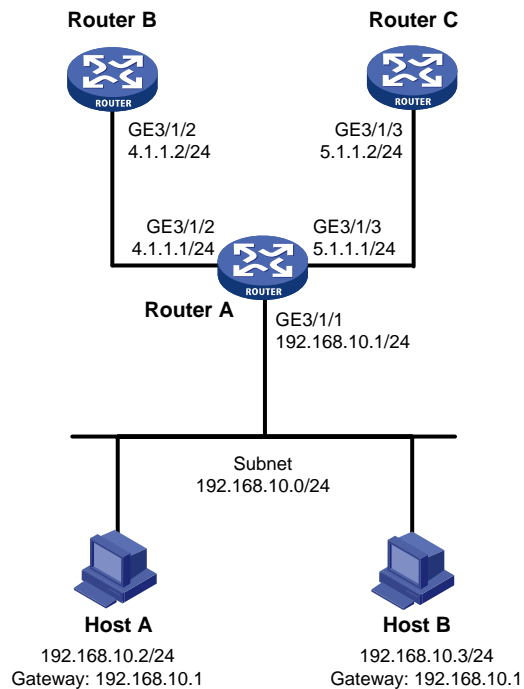 Router B
Router C
ROUTER
ROUTER
GE3/1/2
4.1.1.2/24
GE3/1/3
5.1.1.2/24
GE3/1/2
4.1.1.1/24
GE3/1/3
5.1.1.1/24
ROUTER
Router A
GE3/1/1
192.168.10.1/24
Subnet
192.168.10.0/24
Host A
192.168.10.2/24
Gateway: 192.168.10.1
Host B
192.168.10.3/24
Gateway: 192.168.10.1